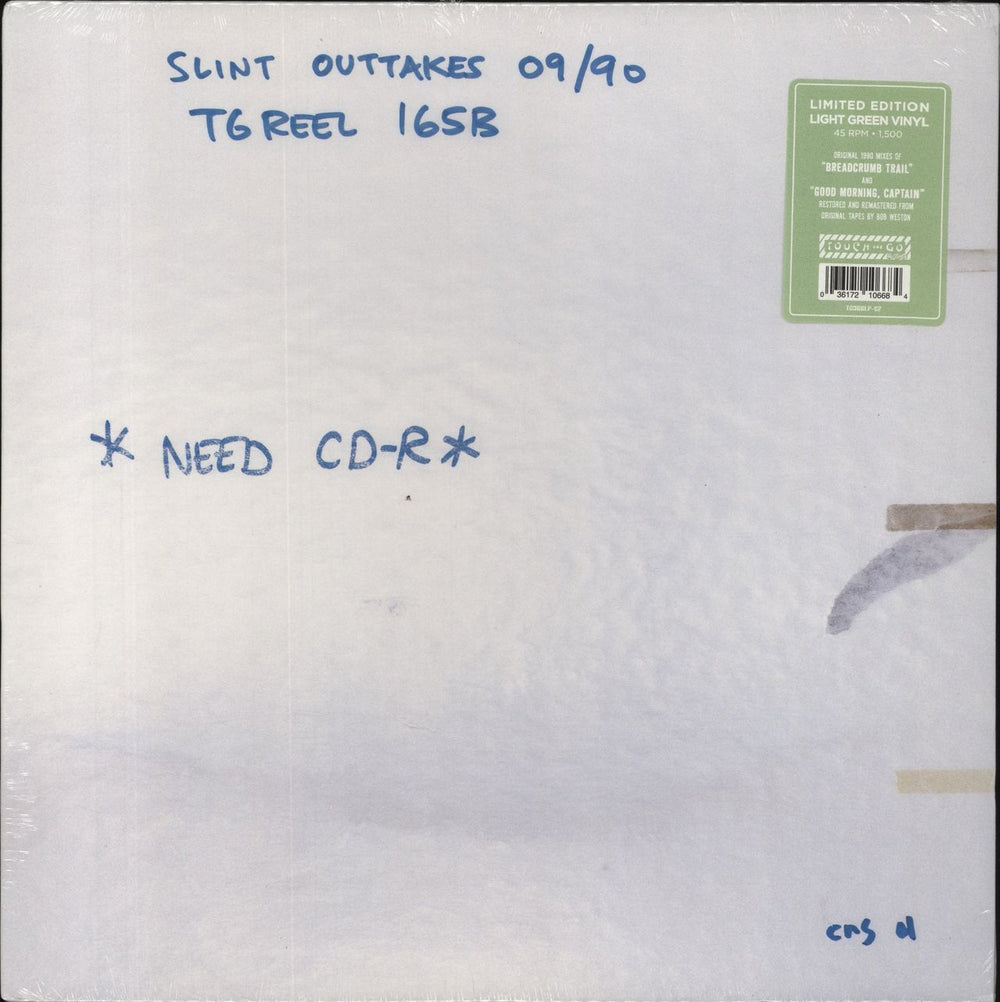 SLINT OUTTAKES 09/90
TG REEL 165B
LIMITED EDITION
LIGHT GREEN VINYL
45 RPM • 1,500
ORIGINAL 1990 MIXES OF
"BREADCRUMB TRAIL"
AND
"GOOD MORNING, CAPTAIN"
RESTORED AND REMASTERED FROM
ORIGINAL TAPES BY BOB WESTON
TOUCH AND GO
0 36172 10668 4
* NEED CD-R *